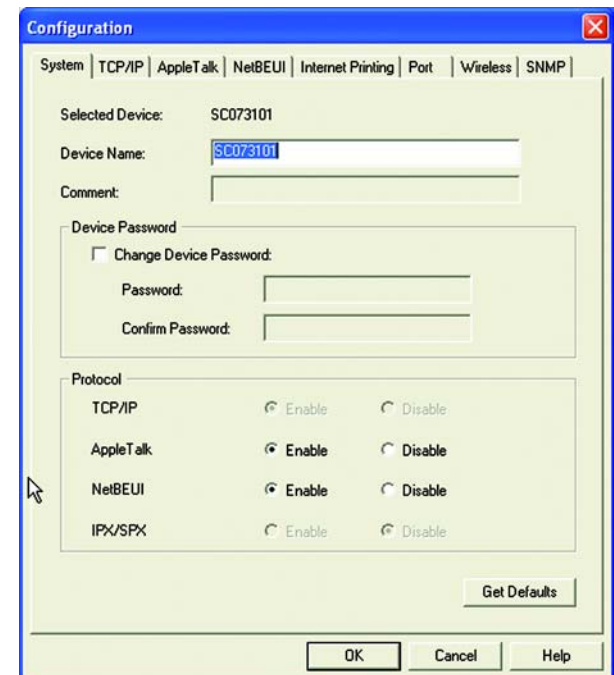 Configuration
System TCP/IP AppleTalk NetBEUI Internet Printing Port Wireless SNMP
Selected Device: SC073101
Device Name: SC073101
Comment:
Device Password
Change Device Password:
Password:
Confirm Password:
Protocol
TCP/IP Enable Disable
AppleTalk Enable Disable
NetBEUI Enable Disable
IPX/SPX Enable Disable
Get Defaults
OK Cancel Help